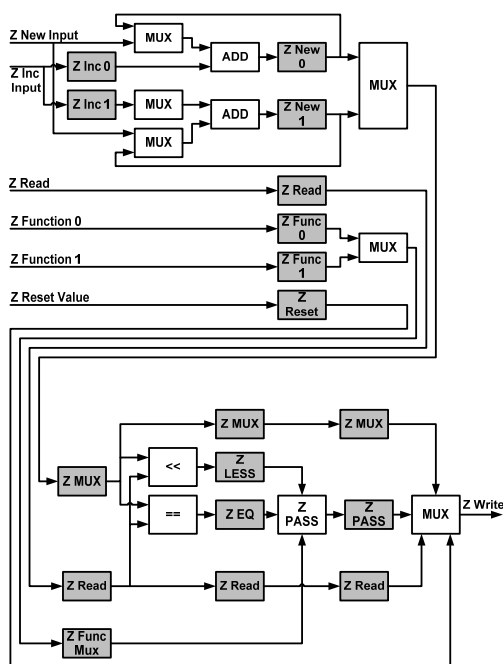 Z New Input
Z Inc
Input
Z Inc 0
MUX
ADD
Z New
0
MUX
Z Inc 1
MUX
ADD
Z New
1
MUX
Z Read
Z Read
Z Function 0
Z Func
0
MUX
Z Function 1
Z Func
1
Z Reset Value
Z
Reset
Z MUX
Z MUX
<<
Z
LESS
Z MUX
==
Z EQ
Z
PASS
Z
PASS
MUX
Z Write
Z Read
Z Read
Z Read
Z Func
Mux